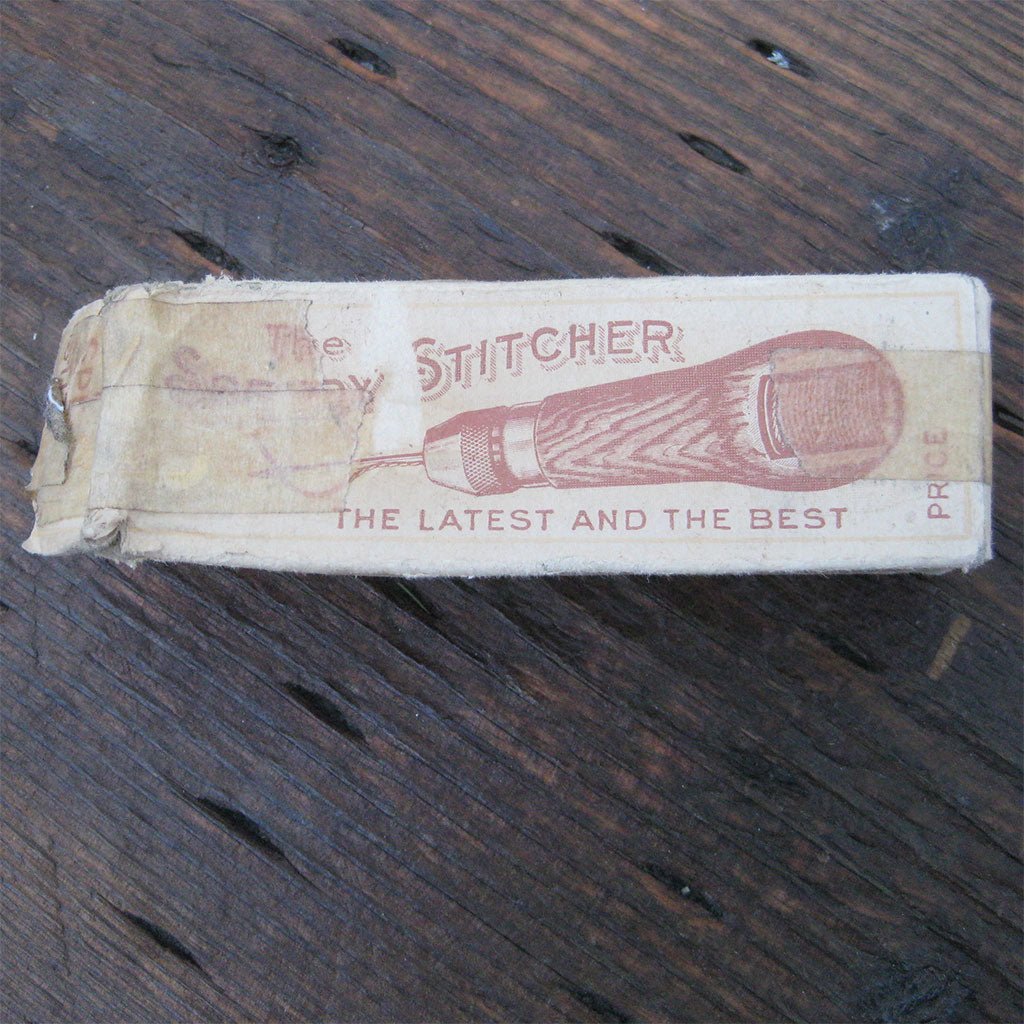 The
STITCHER
THE LATEST AND THE BEST
PRICE